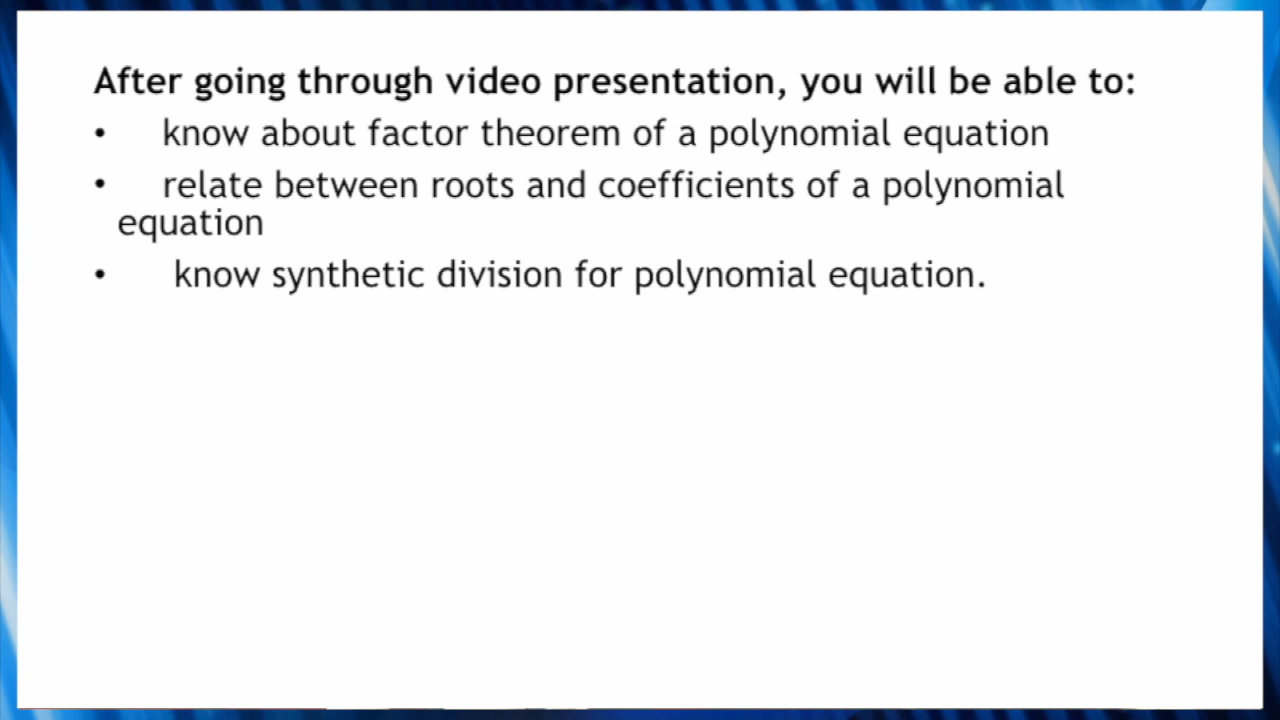 After going through video presentation, you will be able to:
• know about factor theorem of a polynomial equation
• relate between roots and coefficients of a polynomial
equation
• know synthetic division for polynomial equation.